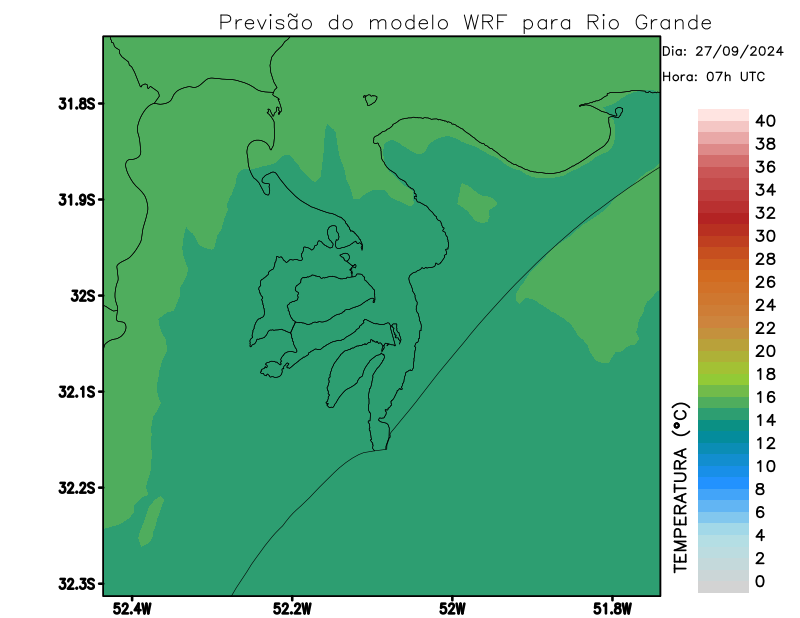 Previsão do modelo WRF para Rio Grande
Dia: 27/09/2024
Hora: 07h UTC
31.8S
31.9S
32S
32.1S
32.2S
32.3S
52.4W
52.2W
52W
51.8W
40
38
36
34
32
30
28
26
24
22
20
18
16
14
12
10
8
6
4
2
0
TEMPERATURA (°C)